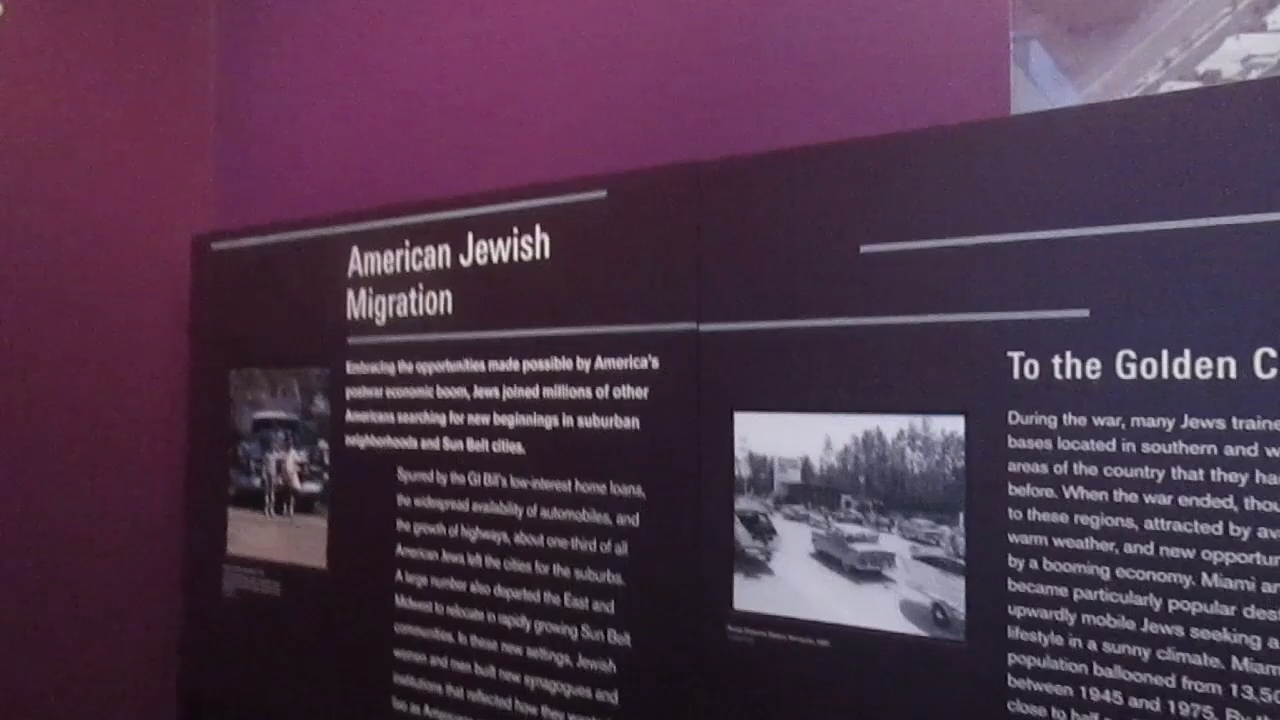 American Jewish
Migration
Embracing the opportunities made possible by America's
postwar economic boom, Jews joined millions of other
Americans searching for new beginnings in suburban
neighborhoods and Sun Belt cities.
Spurred by the GI Bill's low-interest home loans,
the widespread availability of automobiles, and
the growth of highways, about one-third of all
American Jews left the cities for the suburbs.
A large number also departed the East and
Midwest to relocate in rapidly growing Sun Belt
communities. In these new settings, Jewish
women and men built new synagogues and
institutions that reflected how they
To the Golden C
During the war, many Jews traine
bases located in southern and w
areas of the country that they ha
before. When the war ended, thou
to these regions, attracted by av
warm weather, and new opportun
by a booming economy. Miami an
became particularly popular des
upwardly mobile Jews seeking a
lifestyle in a sunny climate. Miam
population ballooned from 13,50
between 1945 and 1975.
close to half